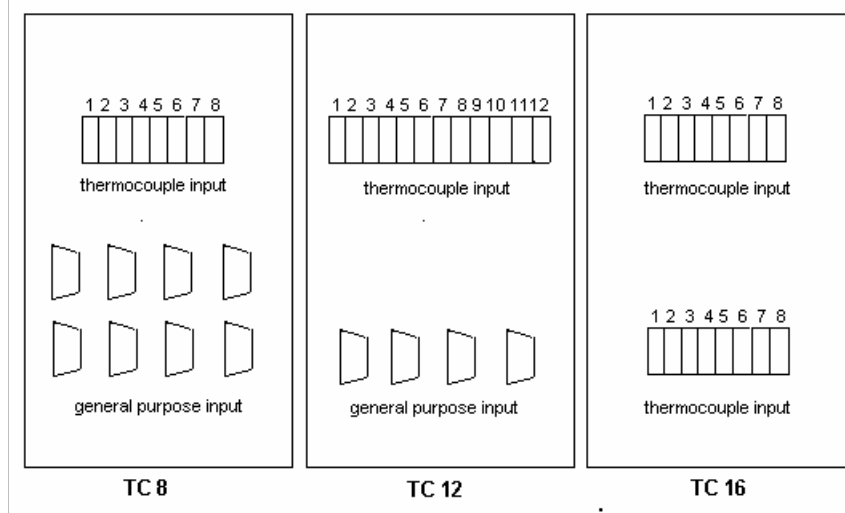 1 2 3 4 5 6 7 8
thermocouple input
general purpose input
TC 8
1 2 3 4 5 6 7 8 9 10 11 12
thermocouple input
general purpose input
TC 12
1 2 3 4 5 6 7 8
thermocouple input
1 2 3 4 5 6 7 8
thermocouple input
TC 16